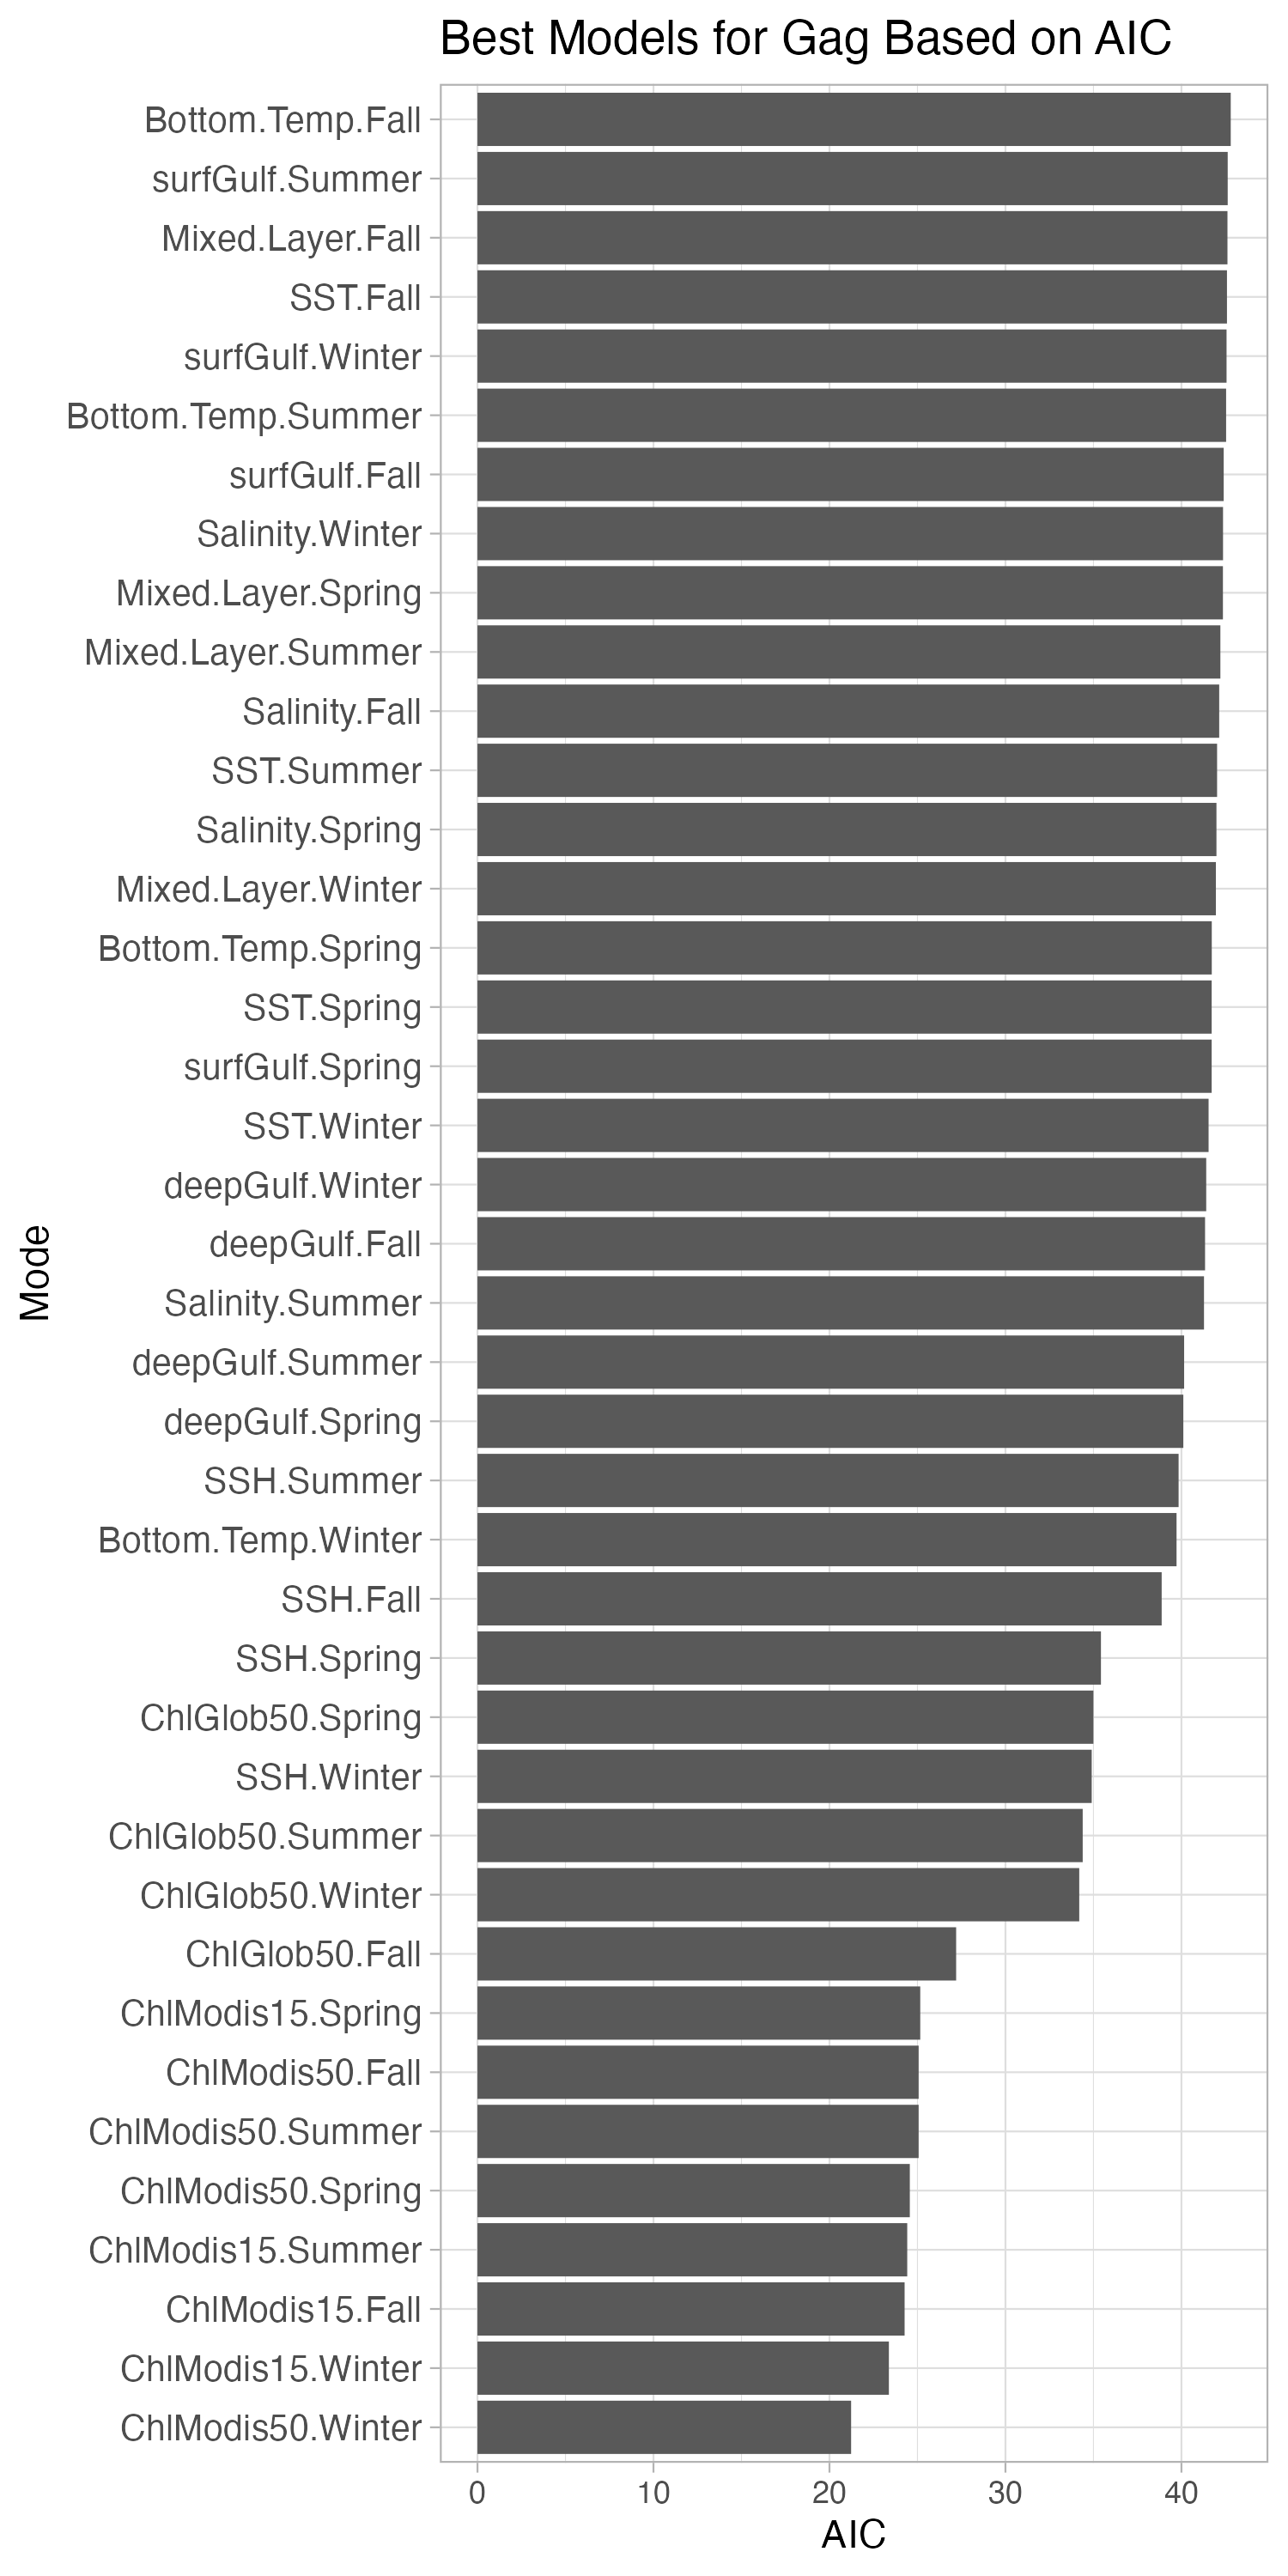 Best Models for Gag Based on AIC
Bottom.Temp.Fall
surfGulf.Summer
Mixed.Layer.Fall
SST.Fall
surfGulf.Winter
Bottom.Temp.Summer
surfGulf.Fall
Salinity.Winter
Mixed.Layer.Spring
Mixed.Layer.Summer
Salinity.Fall
SST.Summer
Salinity.Spring
Mixed.Layer.Winter
Bottom.Temp.Spring
SST.Spring
surfGulf.Spring
SST.Winter
deepGulf.Winter
deepGulf.Fall
Salinity.Summer
deepGulf.Summer
deepGulf.Spring
SSH.Summer
Bottom.Temp.Winter
SSH.Fall
SSH.Spring
ChlGlob50.Spring
SSH.Winter
ChlGlob50.Summer
ChlGlob50.Winter
ChlGlob50.Fall
ChlModis15.Spring
ChlModis50.Fall
ChlModis50.Summer
ChlModis50.Spring
ChlModis15.Summer
ChlModis15.Fall
ChlModis15.Winter
ChlModis50.Winter
Mode
0 10 20 30 40
AIC